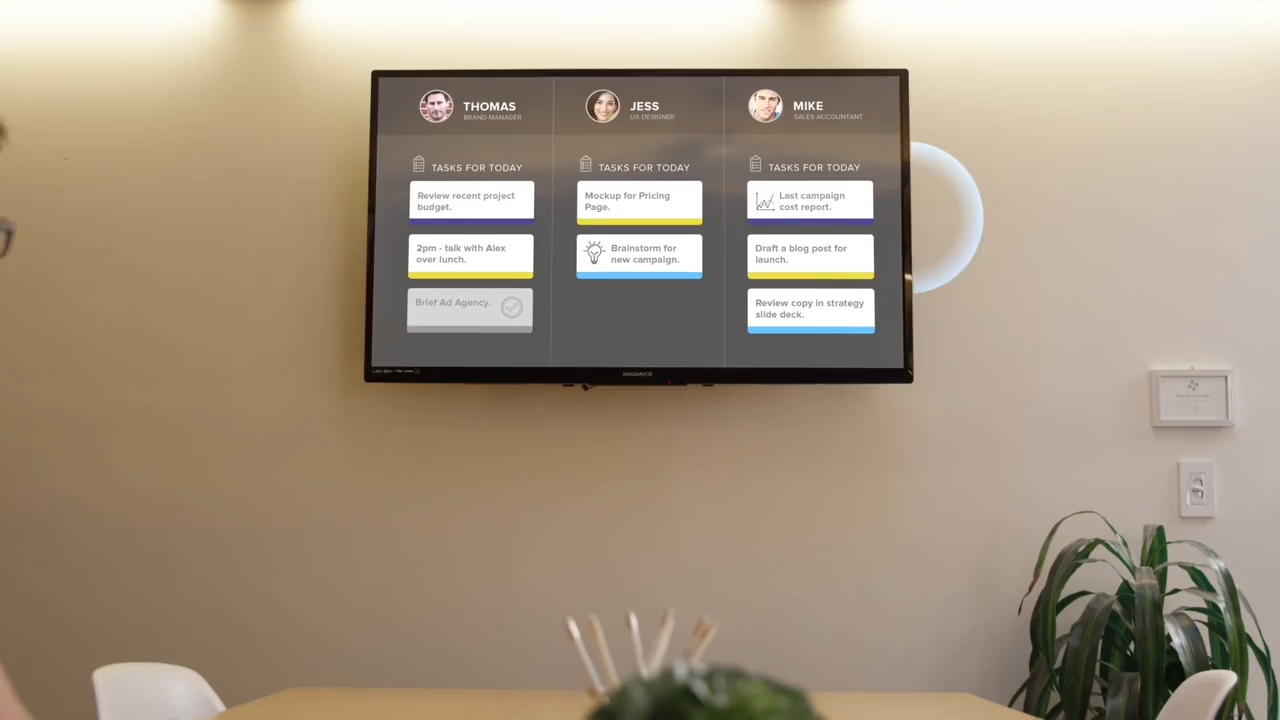 THOMAS
BRAND MANAGER
TASKS FOR TODAY
Review recent project
budget.
2pm - talk with Alex
over lunch.
Brief Ad Agency.
JESS
UX DESIGNER
TASKS FOR TODAY
Mockup for Pricing
Page.
Brainstorm for
new campaign.
MIKE
SALES ACCOUNTANT
TASKS FOR TODAY
Last campaign
cost report.
Draft a blog post for
launch.
Review copy in strategy
slide deck.
MAGNAVOX